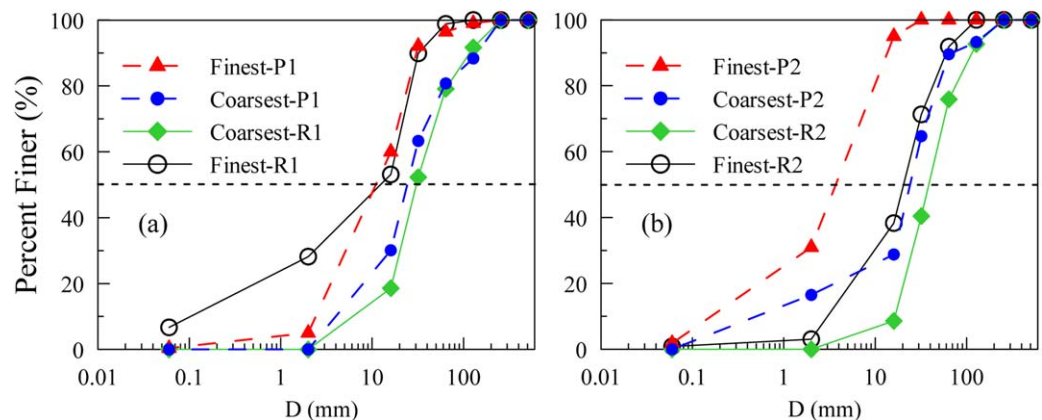 Percent Finer (%)
100
80
60
40
20
0
Finest-P1
Coarsest-P1
Coarsest-R1
Finest-R1
(a)
0.01 0.1 1 10 100
D (mm)
100
80
60
40
20
0
Finest-P2
Coarsest-P2
Coarsest-R2
Finest-R2
(b)
0.01 0.1 1 10 100
D (mm)